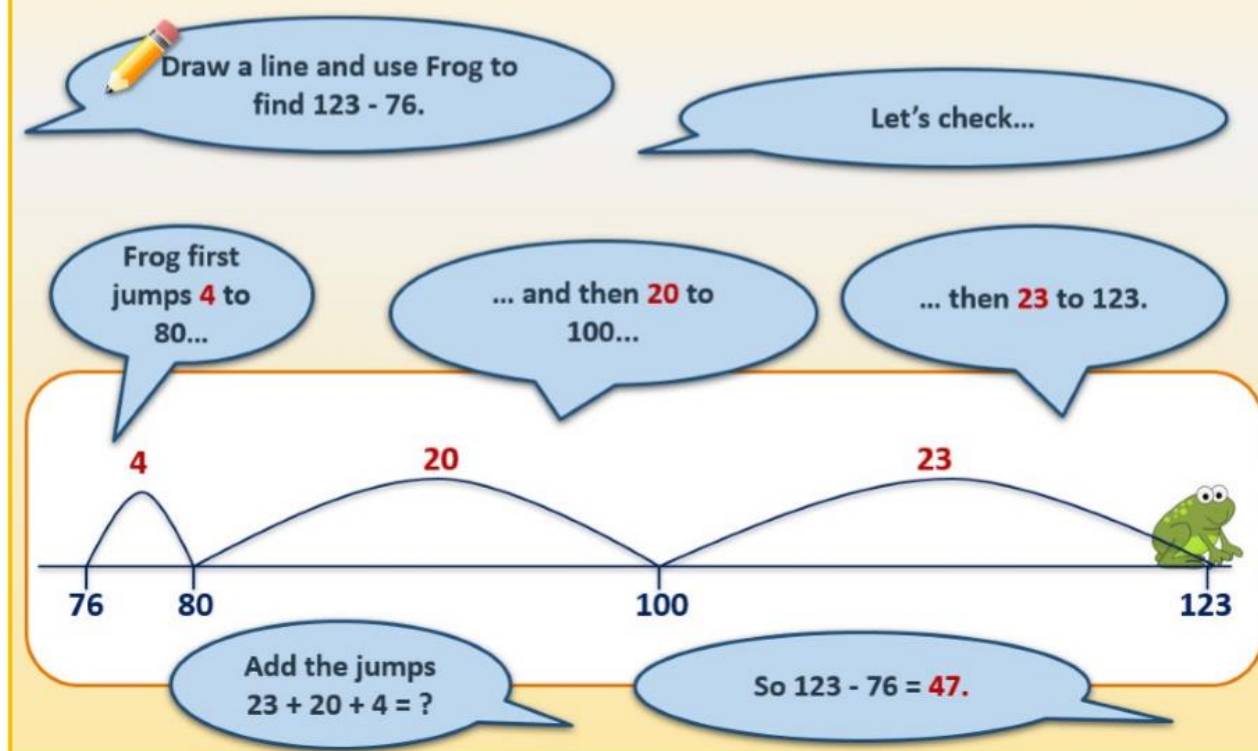 Draw a line and use Frog to
find 123 - 76.
Let's check...
Frog first
jumps 4 to
80...
... and then 20 to
100...
... then 23 to 123.
4
20
23
76
80
100
123
Add the jumps
23 + 20 + 4 = ?
So 123 - 76 = 47.